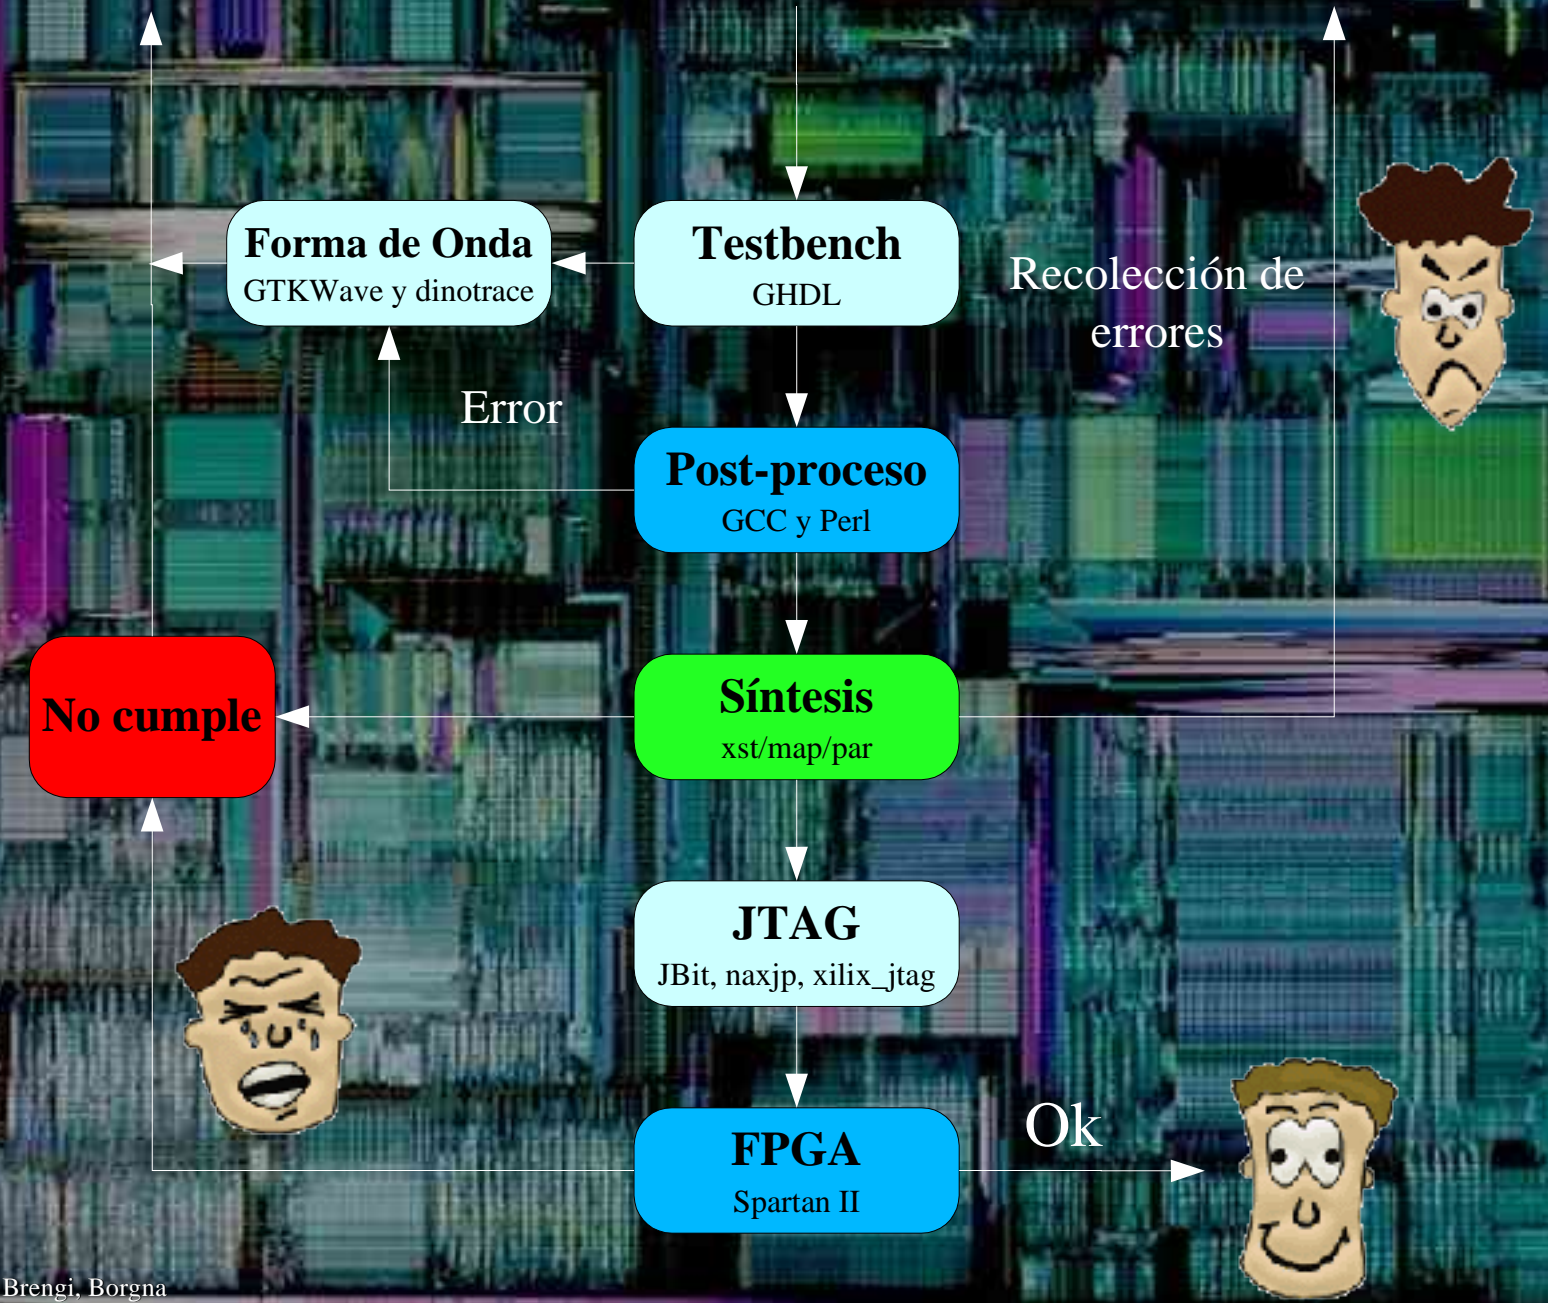 Forma de Onda
GTKWave y dinotrace
Testbench
GHDL
Recolección de
errores
Error
Post-proceso
GCC y Perl
No cumple
Síntesis
xst/map/par
JTAG
JBit, naxjp, xilix_jtag
FPGA
Spartan II
Ok
Brengi, Borgna